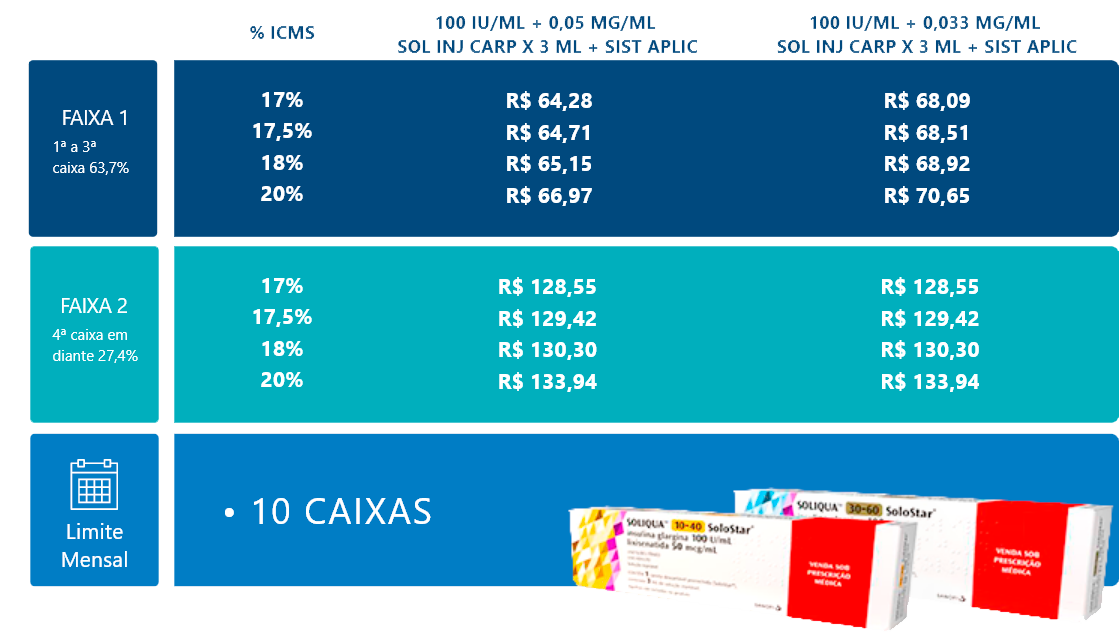 % ICMS
100 IU/ML + 0,05 MG/ML
SOL INJ CARP X 3 ML + SIST APLIC
100 IU/ML + 0,033 MG/ML
SOL INJ CARP X 3 ML + SIST APLIC
FAIXA 1
1ª a 3ª
caixa 63,7%
17% R$ 64,28 R$ 68,09
17,5% R$ 64,71 R$ 68,51
18% R$ 65,15 R$ 68,92
20% R$ 66,97 R$ 70,65
FAIXA 2
4ª caixa em
diante 27,4%
17% R$ 128,55 R$ 128,55
17,5% R$ 129,42 R$ 129,42
18% R$ 130,30 R$ 130,30
20% R$ 133,94 R$ 133,94
Limite
Mensal
• 10 CAIXAS
SOLIQUA™ 10-40 SoloStar®
insulina glargina 100 U/mL
lixisenatida 50 mcg/mL
VENDA SOB
PRESCRIÇÃO
MÉDICA
SANOFI
SOLIQUA™ 30-60 SoloStar®
VENDA SOB
PRESCRIÇÃO
MÉDICA
SANOFI